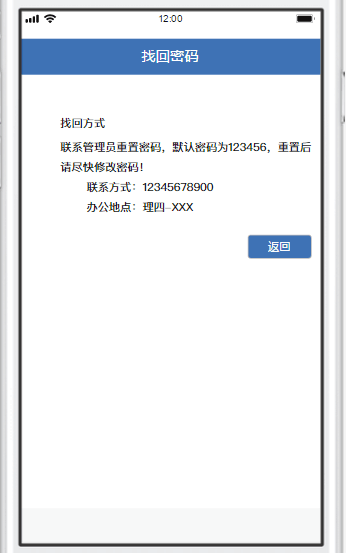 12:00
找回密码
找回方式
联系管理员重置密码，默认密码为123456，重置后
请尽快修改密码！
联系方式：12345678900
办公地点：理四-XXX
返回